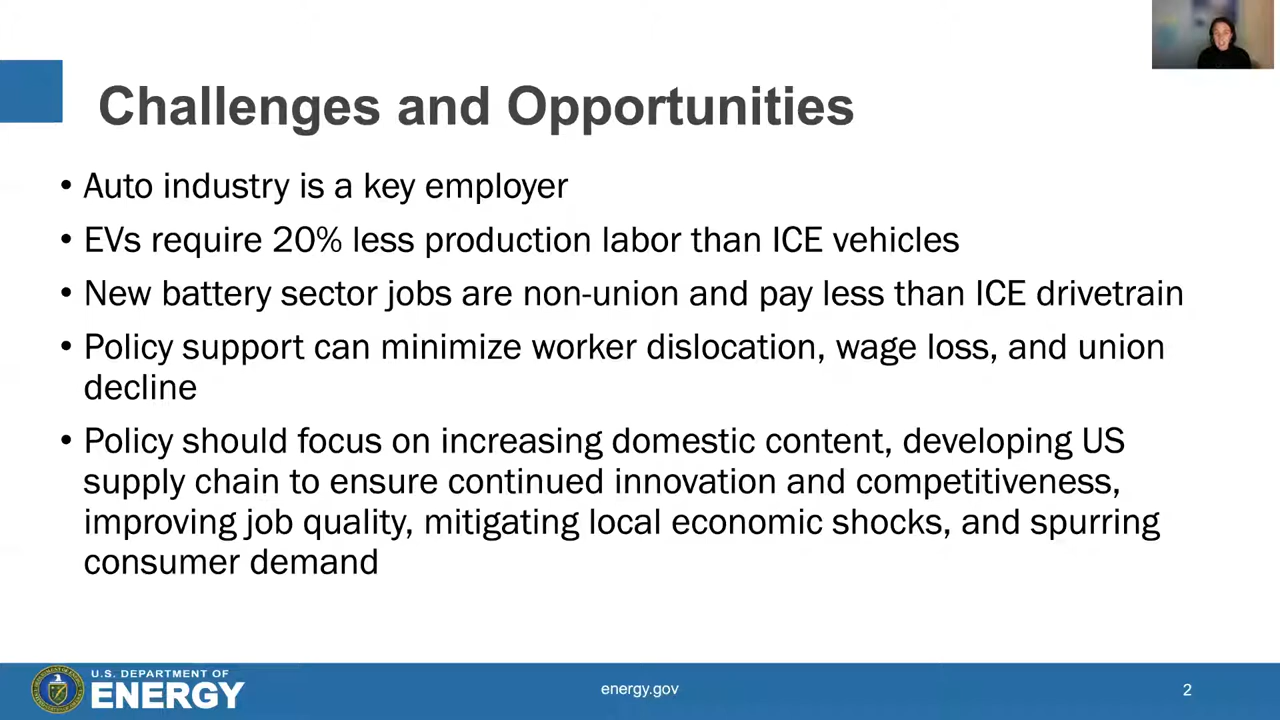 Challenges and Opportunities
• Auto industry is a key employer
• EVs require 20% less production labor than ICE vehicles
• New battery sector jobs are non-union and pay less than ICE drivetrain
• Policy support can minimize worker dislocation, wage loss, and union
decline
• Policy should focus on increasing domestic content, developing US
supply chain to ensure continued innovation and competitiveness,
improving job quality, mitigating local economic shocks, and spurring
consumer demand
U.S. DEPARTMENT OF
ENERGY
energy.gov
2